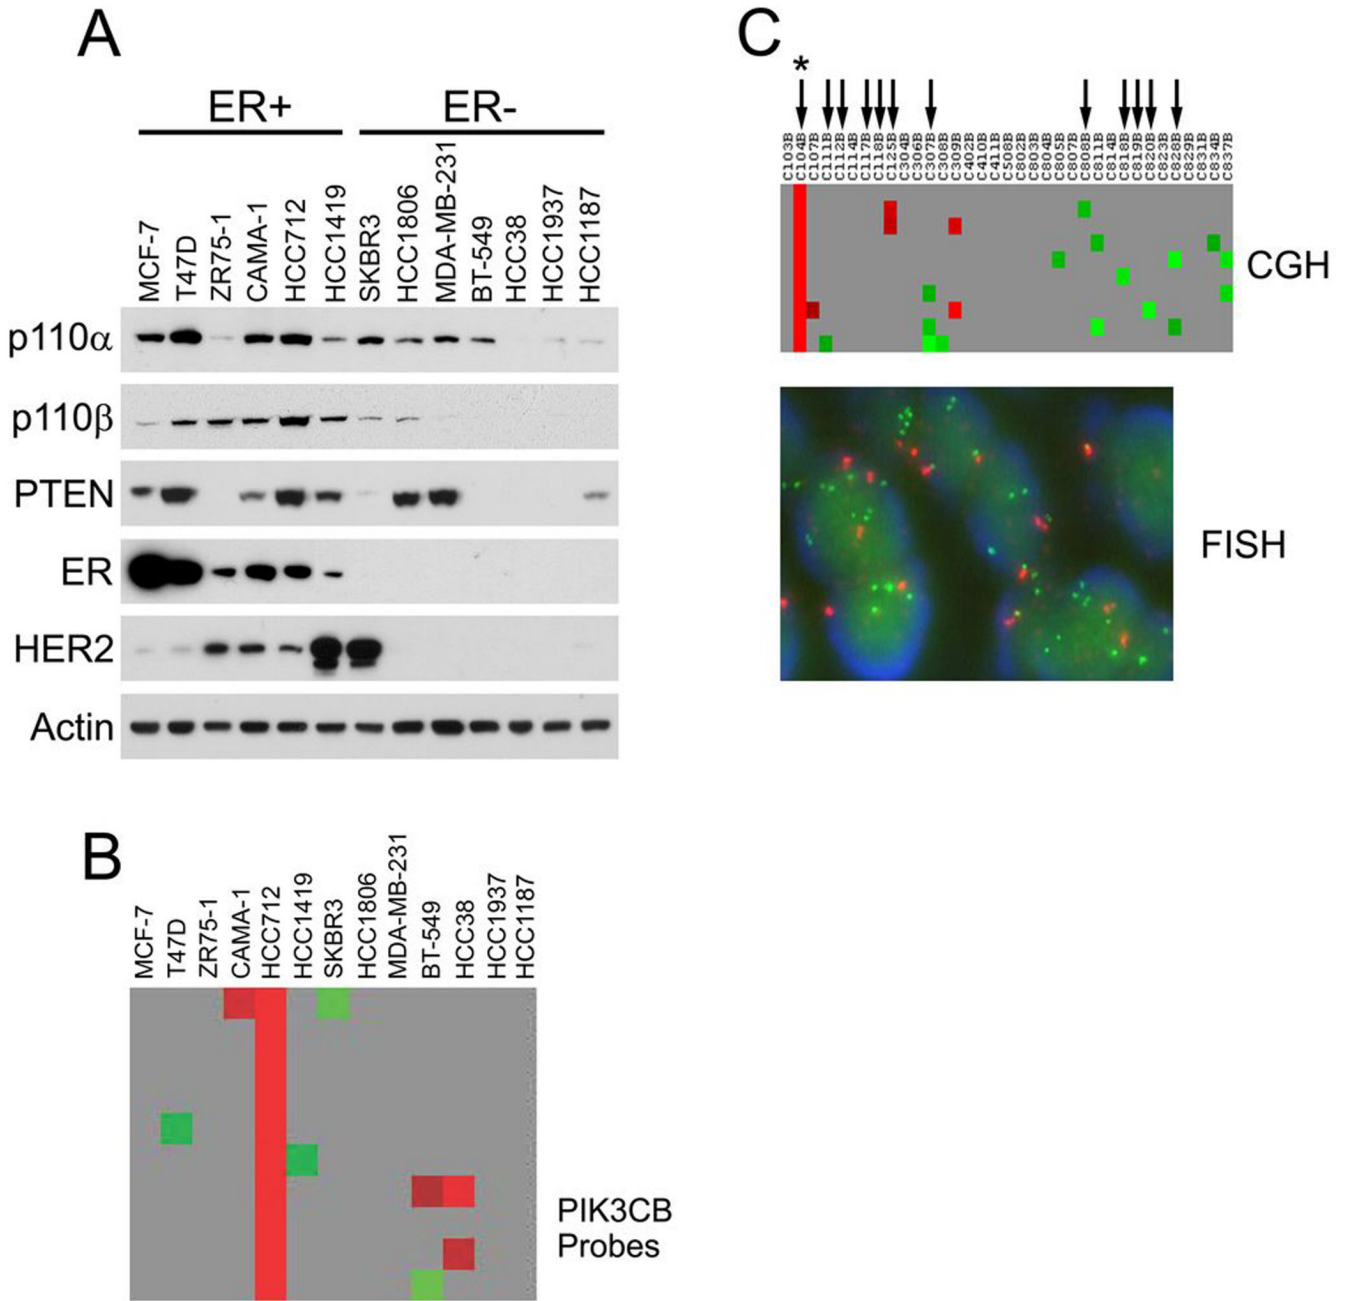 A
ER+ ER-
MCF-7 T47D ZR75-1 CAMA-1 HCC712 HCC1419 SKBR3 HCC1806 MDA-MB-231 BT-549 HCC38 HCC1937 HCC1187
p110α
p110β
PTEN
ER
HER2
Actin
B
MCF-7 T47D ZR75-1 CAMA-1 HCC712 HCC1419 SKBR3 HCC1806 MDA-MB-231 BT-549 HCC38 HCC1937 HCC1187
PIK3CB
Probes
C
*
C103B C104B C107B C111B C112B C114B C117B C118B C125B C304B C306B C307B C308B C309B C402B C410B C411B C508B C802B C803B C804B C805B C807B C808B C811B C814B C818B C819B C820B C823B C828B C829B C831B C834B C837B
CGH
FISH